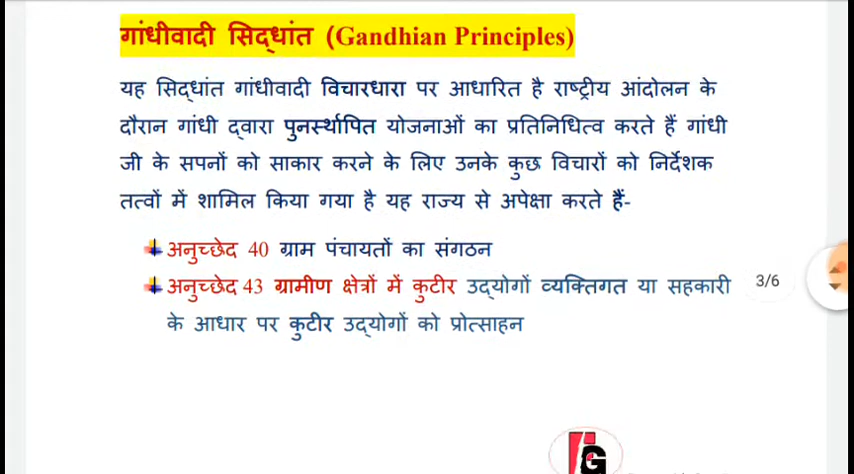 गांधीवादी सिद्धांत (Gandhian Principles)
यह सिद्धांत गांधीवादी विचारधारा पर आधारित है राष्ट्रीय आंदोलन के
दौरान गांधी द्वारा पुनर्स्थापित योजनाओं का प्रतिनिधित्व करते हैं गांधी
जी के सपनों को साकार करने के लिए उनके कुछ विचारों को निर्देशक
तत्वों में शामिल किया गया है यह राज्य से अपेक्षा करते हैं-
अनुच्छेद 40 ग्राम पंचायतों का संगठन
अनुच्छेद 43 ग्रामीण क्षेत्रों में कुटीर उद्योगों व्यक्तिगत या सहकारी
के आधार पर कुटीर उद्योगों को प्रोत्साहन
3/6
G